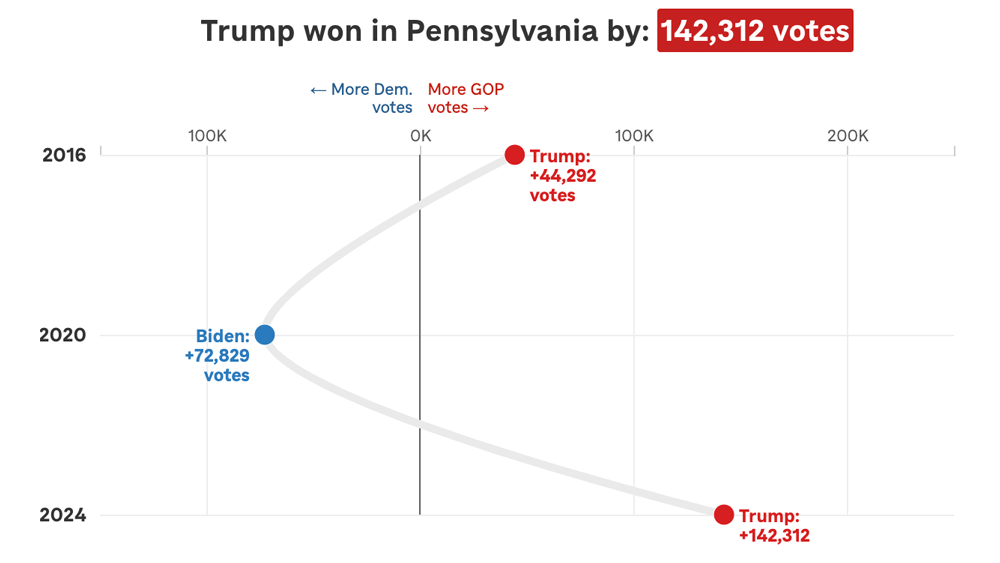 Trump won in Pennsylvania by: 142,312 votes
← More Dem.
votes
More GOP
votes →
100K
0K
100K
200K
2016
Trump:
+44,292
votes
2020
Biden:
+72,829
votes
2024
Trump:
+142,312